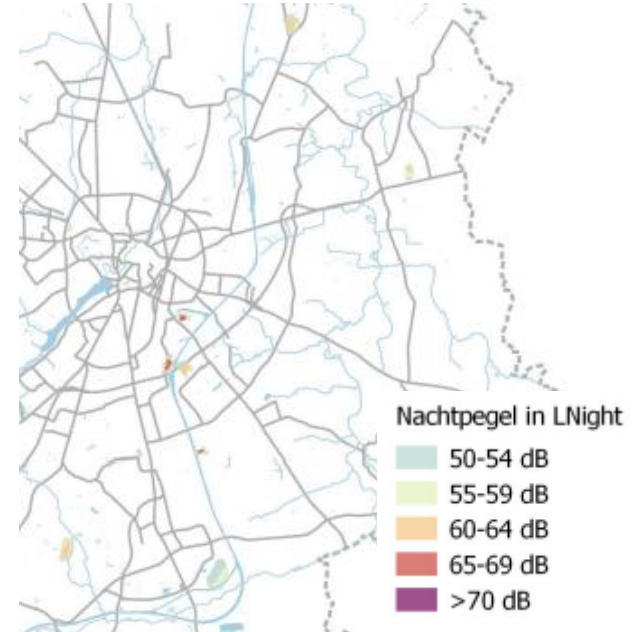 Nachtpegel in LNight
50-54 dB
55-59 dB
60-64 dB
65-69 dB
>70 dB